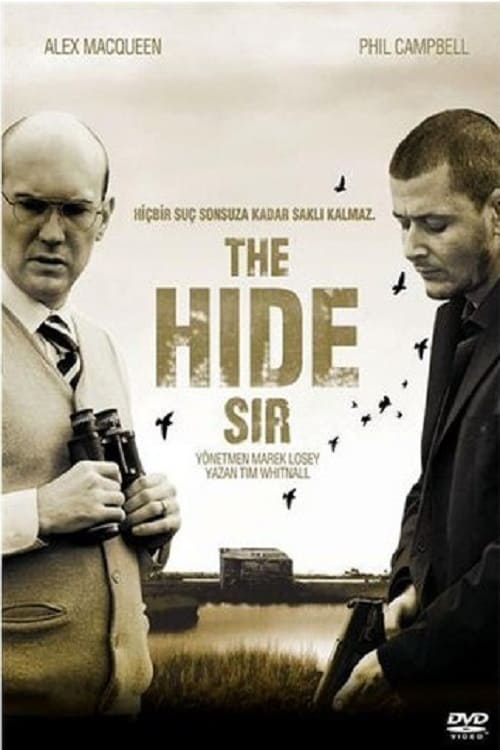 ALEX MACQUEEN
PHIL CAMPBELL
HİÇBİR SUÇ SONSUZA KADAR SAKLI KALMAZ.
THE
HIDE
SIR
YÖNETMEN MAREK LOSEY
YAZAN TIM WHITNALL
DVD
VIDEO